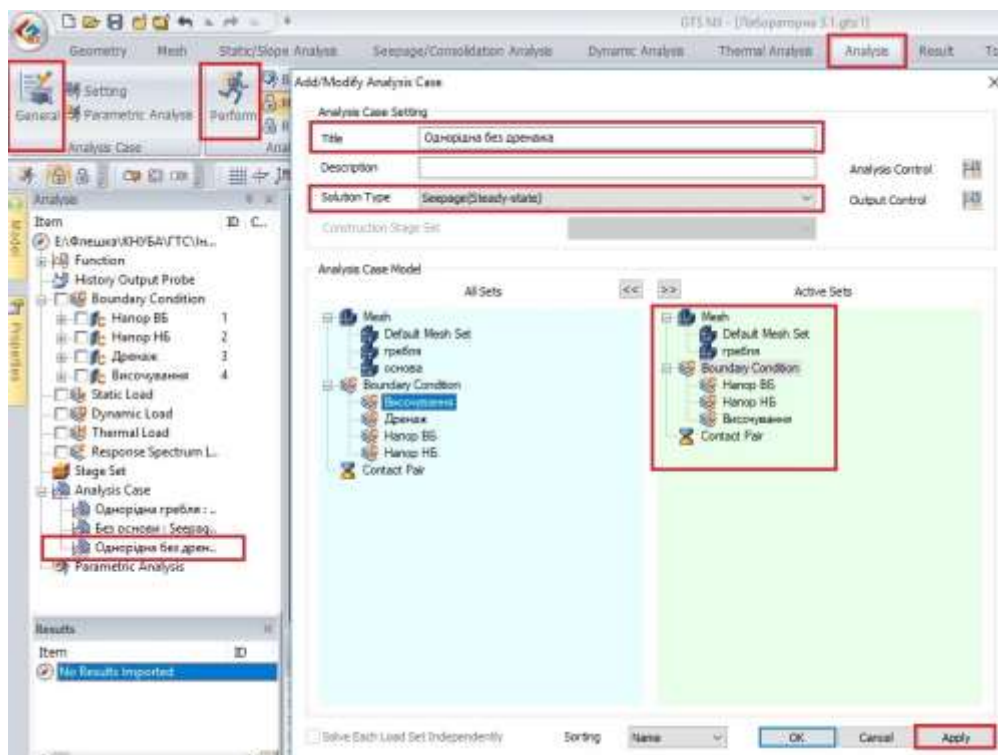 GTS NX - [Лабораторна 3.1.gts1]
Geometry Mesh Static/Slope Analysis Seepage/Consolidation Analysis Dynamic Analysis Thermal Analysis Analysis Result
General
Setting
Parametric Analysis
Perform
Analysis Case
Add/Modify Analysis Case
Analysis Case Setting
Title Однорідна без дренажа
Description
Solution Type Seepage(Steady-state)
Construction Stage Set
Analysis Control
Output Control
Analysis Case Model
All Sets << >> Active Sets
Mesh
Default Mesh Set
гребля
основа
Boundary Condition
Височування
Дренаж
Напор ВБ
Напор НБ
Contact Pair
Mesh
Default Mesh Set
гребля
Boundary Condition
Напор ВБ
Напор НБ
Височування
Contact Pair
Solve Each Load Set Independently Sorting Name OK Cancel Apply
Model
Properties
Analysis
Item ID C...
E:\Флешка\КНУБА\ГТС\Ін...
Function
History Output Probe
Boundary Condition
Напор ВБ 1
Напор НБ 2
Дренаж 3
Височування 4
Static Load
Dynamic Load
Thermal Load
Response Spectrum L...
Stage Set
Analysis Case
Однорідна гребля : ...
Без основи : Seepag...
Однорідна без дрен...
Parametric Analysis
Results
Item ID
No Results Imported